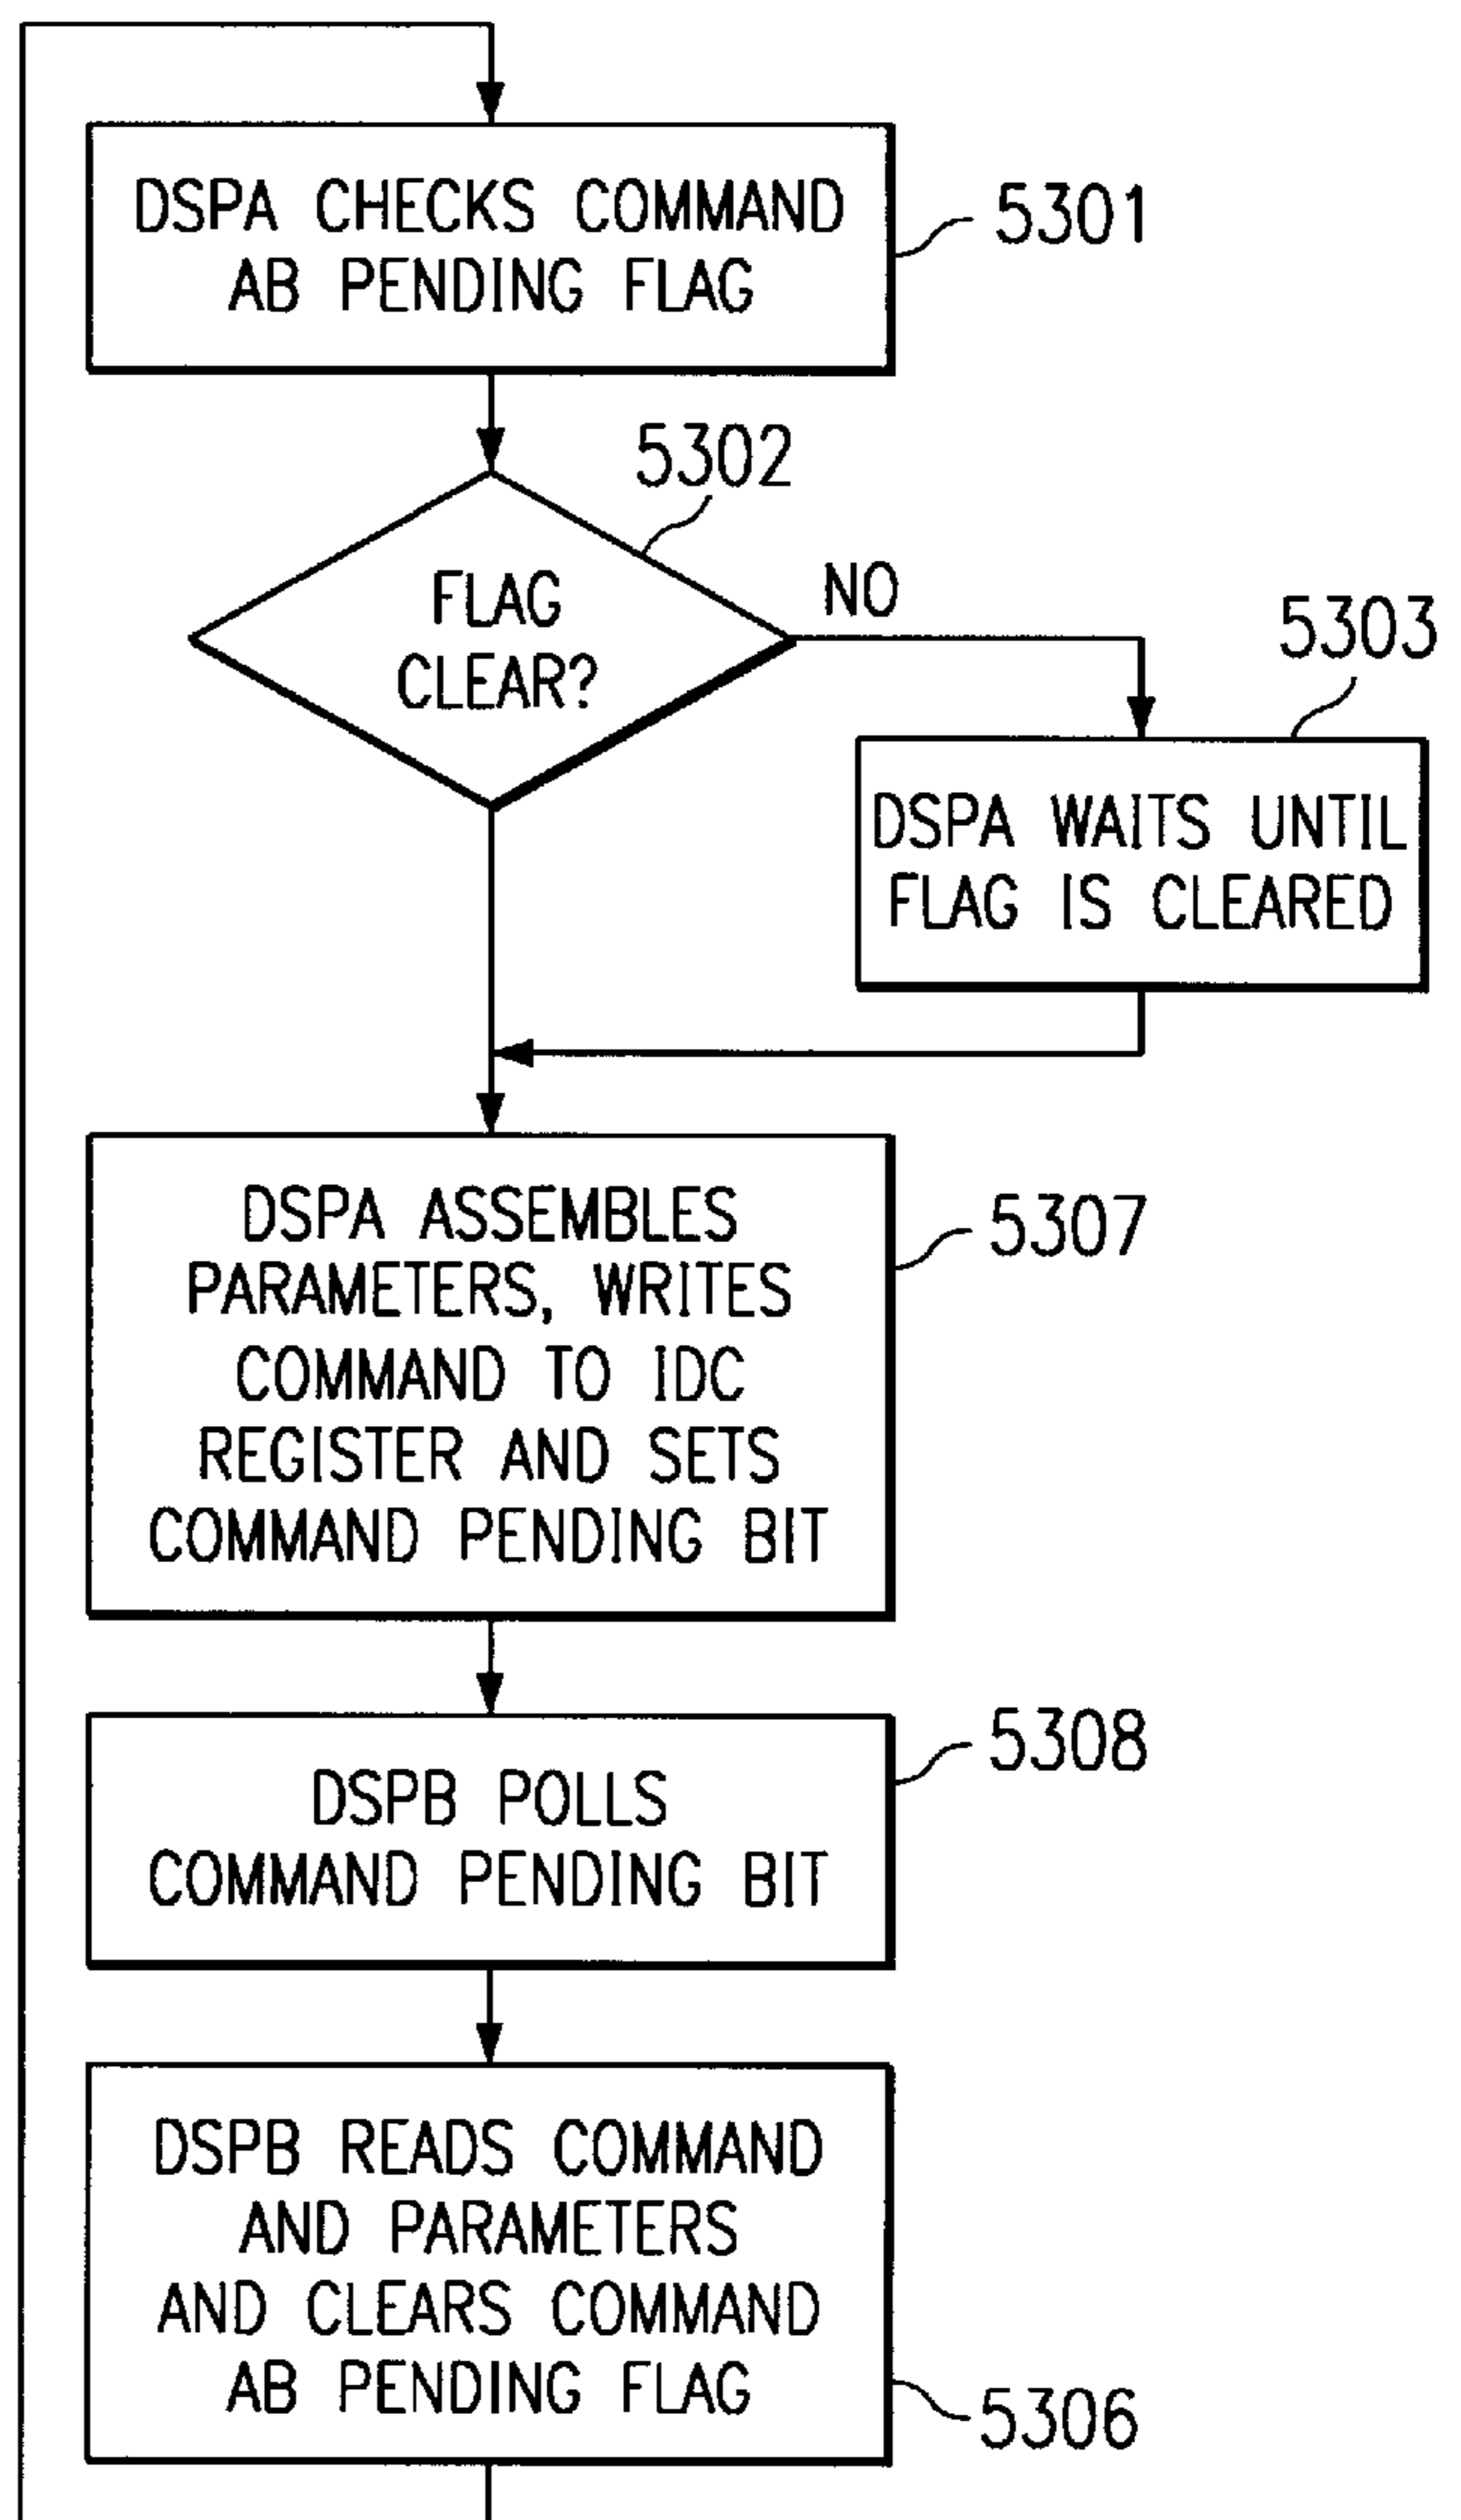 DSPA CHECKS COMMAND
AB PENDING FLAG
5301
5302
FLAG
CLEAR?
NO
5303
DSPA WAITS UNTIL
FLAG IS CLEARED
DSPA ASSEMBLES
PARAMETERS, WRITES
COMMAND TO IDC
REGISTER AND SETS
COMMAND PENDING BIT
5307
DSPB POLLS
COMMAND PENDING BIT
5308
DSPB READS COMMAND
AND PARAMETERS
AND CLEARS COMMAND
AB PENDING FLAG
5306